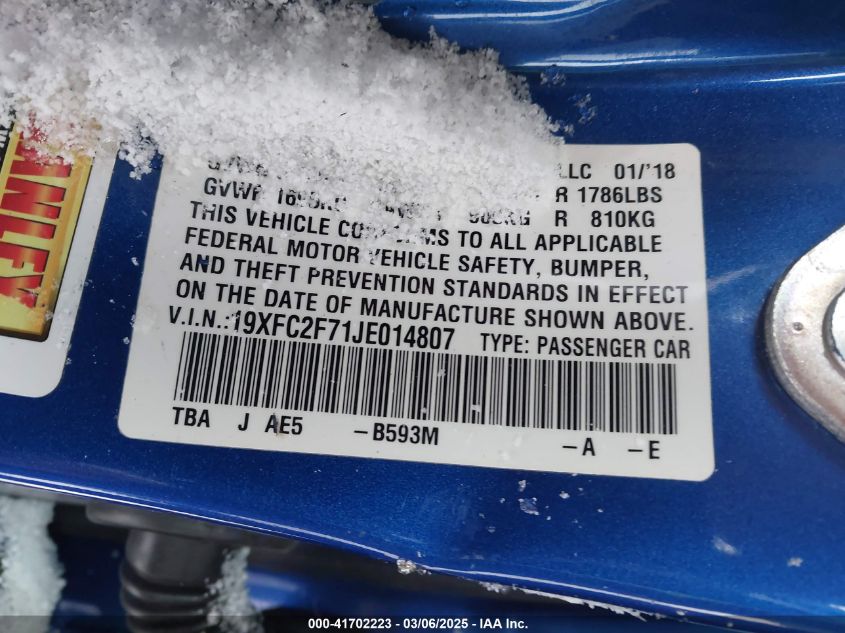 LLC 01/'18
GVWR R 1786LBS
KG R 810KG
THIS VEHICLE TO ALL APPLICABLE
FEDERAL MOTOR VEHICLE SAFETY, BUMPER,
AND THEFT PREVENTION STANDARDS IN EFFECT
ON THE DATE OF MANUFACTURE SHOWN ABOVE.
V.I.N.:19XFC2F71JE014807 TYPE: PASSENGER CAR
TBA J AE5 -B593M -A -E
000-41702223 - 03/06/2025 - IAA Inc.